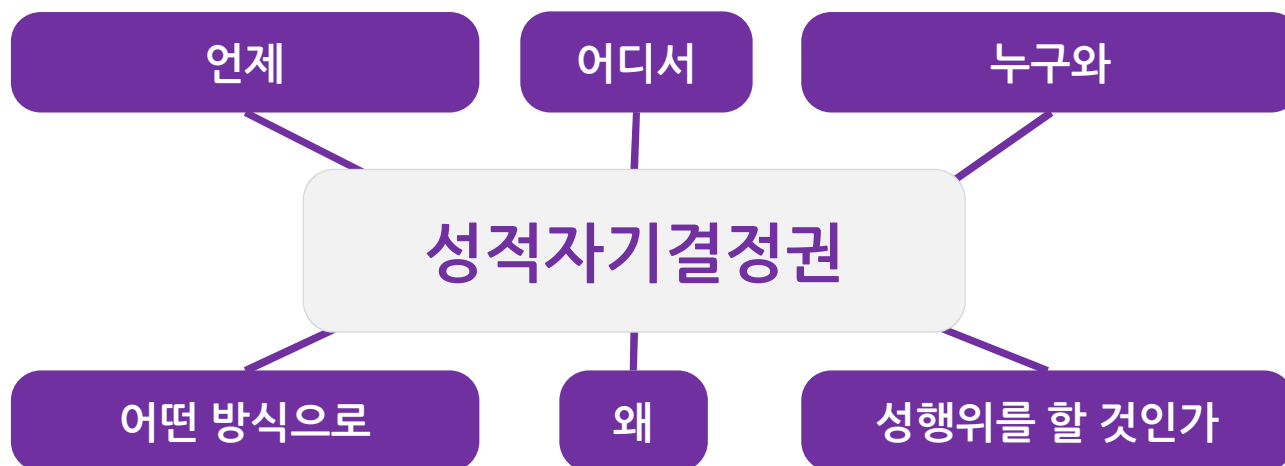 언제
어디서
누구와
성적자기결정권
어떤 방식으로
왜
성행위를 할 것인가